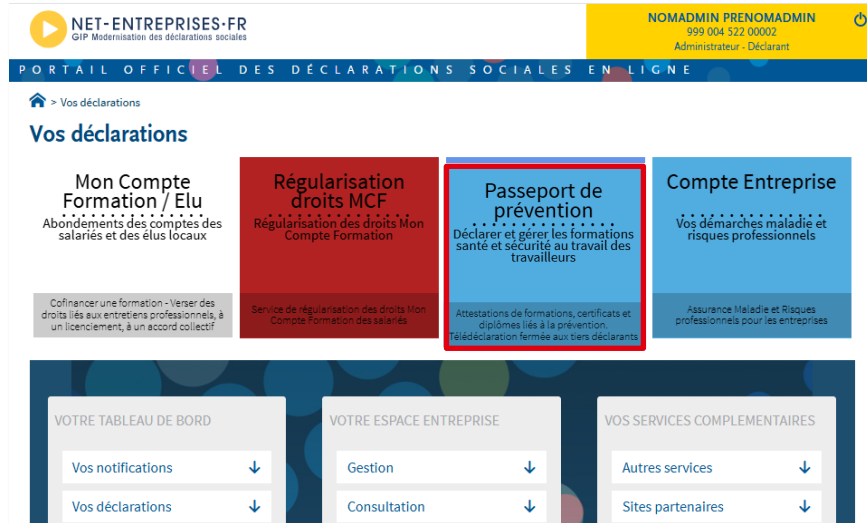 NET-ENTREPRISES·FR
GIP Modernisation des déclarations sociales
NOMADMIN PRENOMADMIN
999 004 522 00002
Administrateur - Déclarant
PORTAIL OFFICIEL DES DÉCLARATIONS SOCIALES EN LIGNE
> Vos déclarations
Vos déclarations
Mon Compte
Formation / Elu
Abondements des comptes des
salariés et des élus locaux
Cofinancer une formation - Verser des
droits liés aux entretiens professionnels, à
un licenciement, à un accord collectif
Régularisation
droits MCF
Régularisation des droits Mon
Compte Formation
Service de régularisation des droits Mon
Compte Formation des salariés
Passeport de
prévention
Déclarer et gérer les formations
santé et sécurité au travail des
travailleurs
Attestations de formations, certificats et
diplômes liés à la prévention.
Télédéclaration fermée aux tiers déclarants
Compte Entreprise
Vos démarches maladie et
risques professionnels
Assurance Maladie et Risques
professionnels pour les entreprises
VOTRE TABLEAU DE BORD
Vos notifications
Vos déclarations
VOTRE ESPACE ENTREPRISE
Gestion
Consultation
VOS SERVICES COMPLEMENTAIRES
Autres services
Sites partenaires